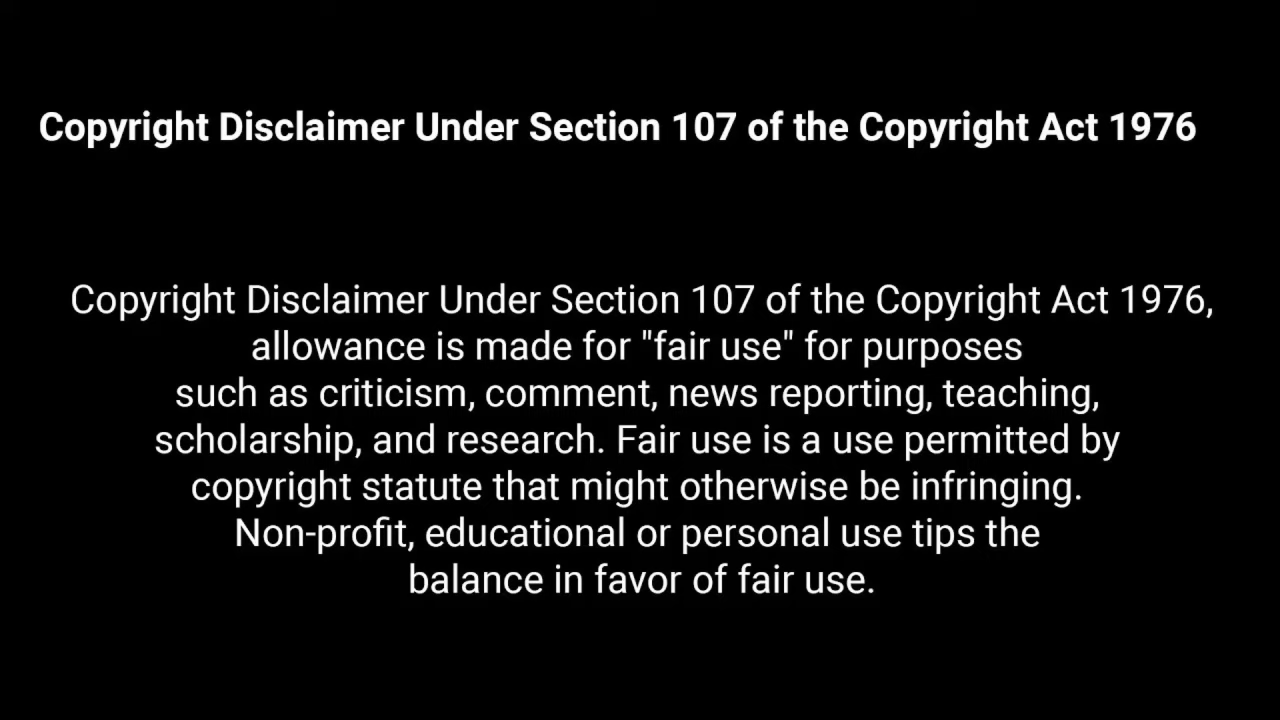 Copyright Disclaimer Under Section 107 of the Copyright Act 1976
Copyright Disclaimer Under Section 107 of the Copyright Act 1976,
allowance is made for "fair use" for purposes
such as criticism, comment, news reporting, teaching,
scholarship, and research. Fair use is a use permitted by
copyright statute that might otherwise be infringing.
Non-profit, educational or personal use tips the
balance in favor of fair use.